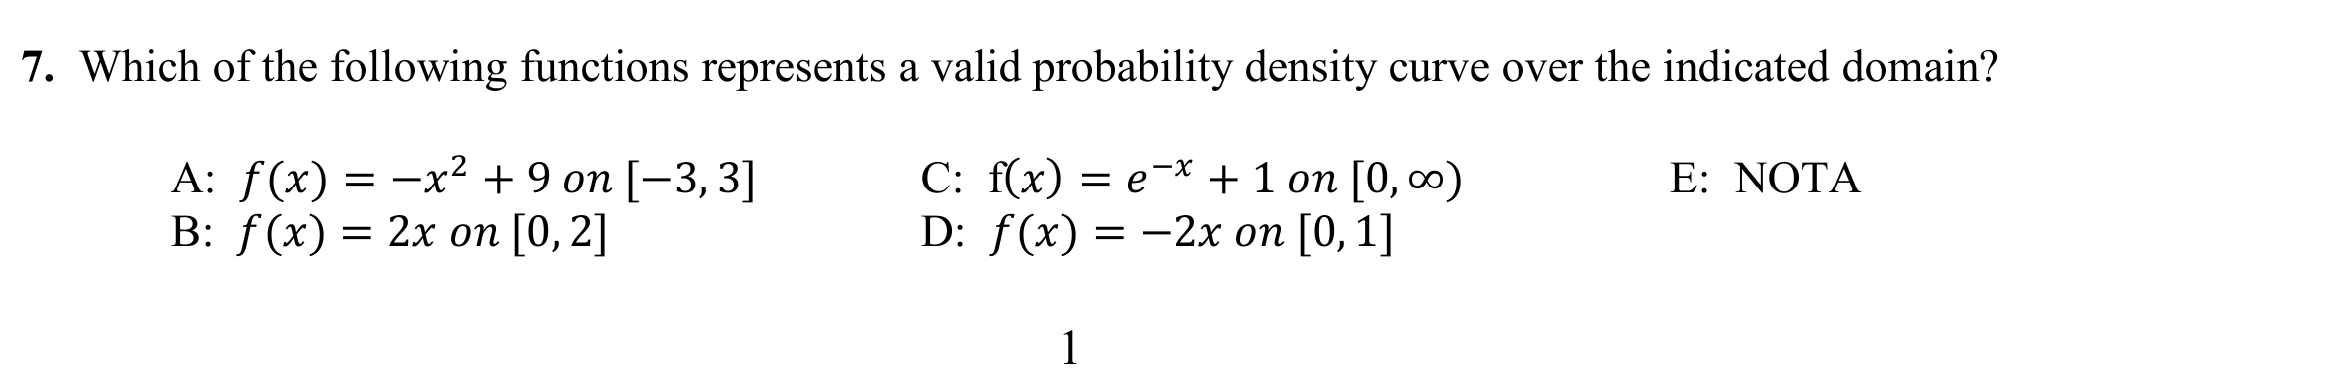 7. Which of the following functions represents a valid probability density curve over the indicated domain?
A: f(x) = −x² + 9 on [−3, 3] C: f(x) = e⁻ˣ + 1 on [0, ∞) E: NOTA
B: f(x) = 2x on [0, 2] D: f(x) = −2x on [0, 1]
1